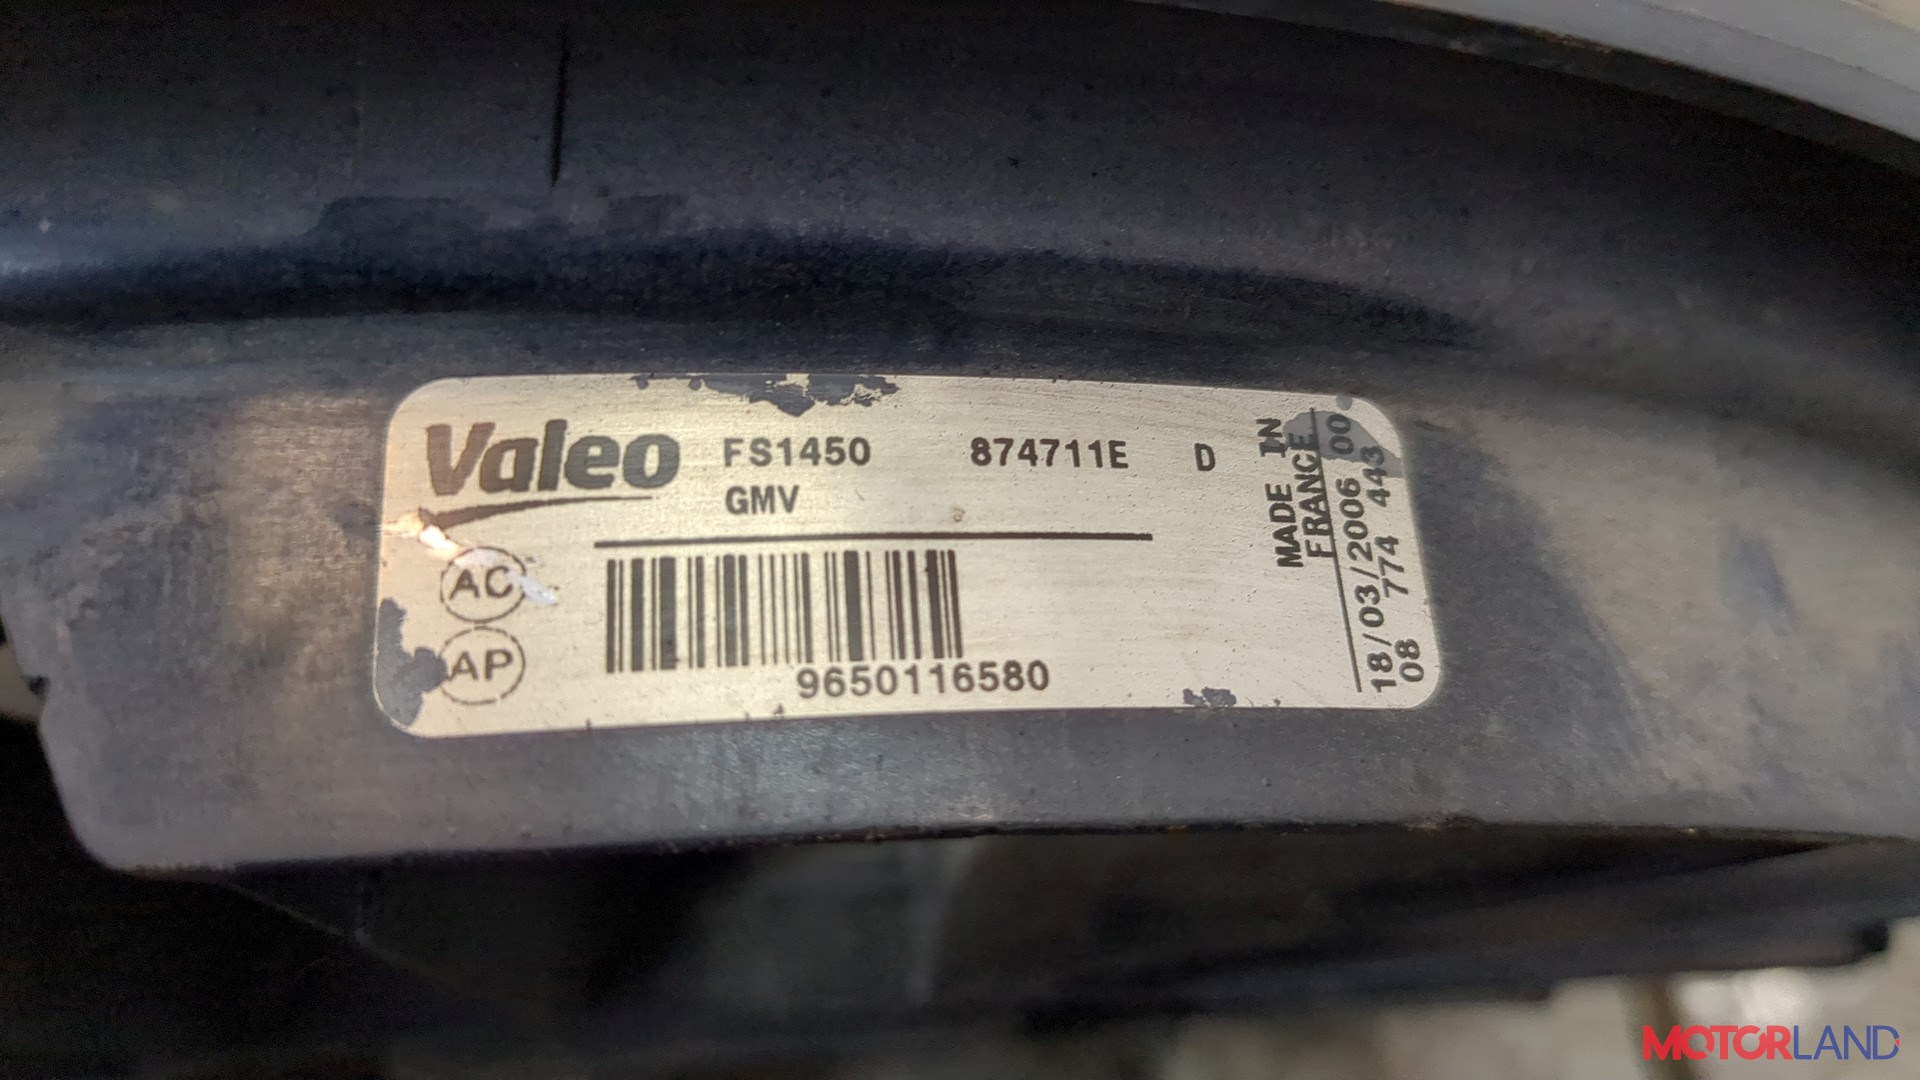 Valeo FS1450 874711E D
GMV
AC
AP
9650116580
MADE IN
FRANCE
18/03/2006 00
08 774 443
MOTORLAND